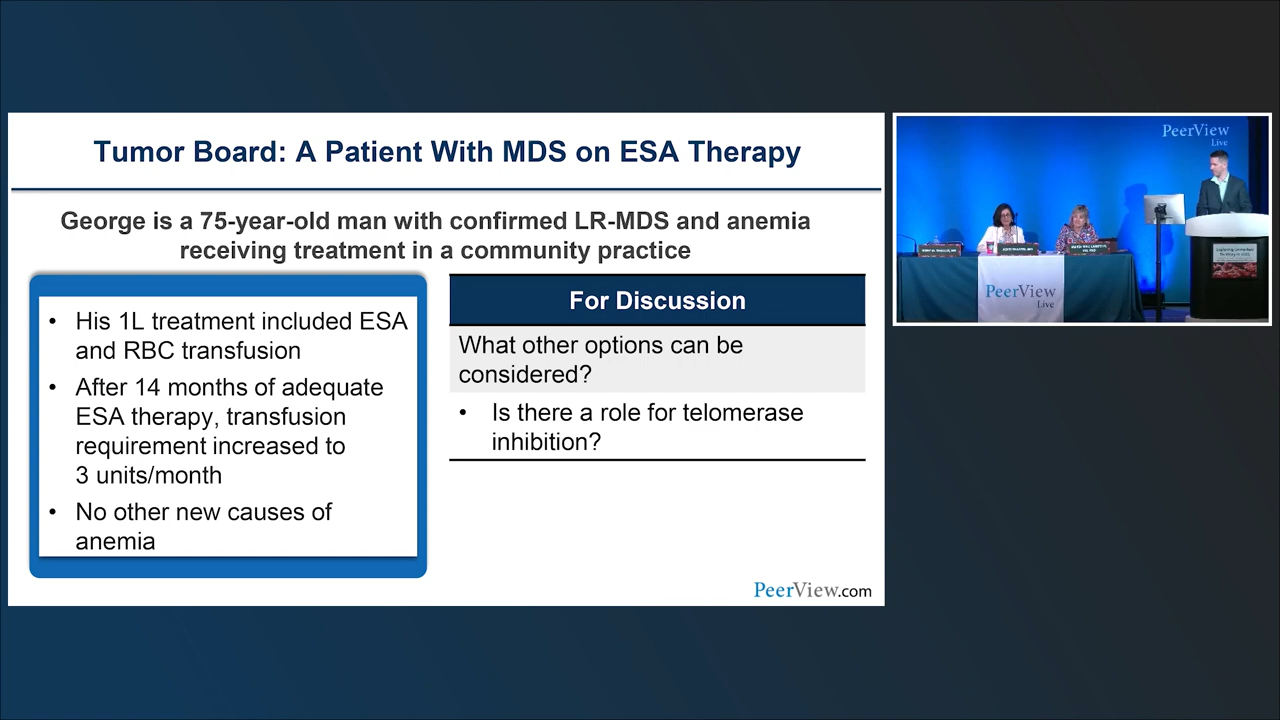 Tumor Board: A Patient With MDS on ESA Therapy
George is a 75-year-old man with confirmed LR-MDS and anemia
receiving treatment in a community practice
• His 1L treatment included ESA
and RBC transfusion
• After 14 months of adequate
ESA therapy, transfusion
requirement increased to
3 units/month
• No other new causes of
anemia
For Discussion
What other options can be
considered?
• Is there a role for telomerase
inhibition?
PeerView.com
PeerView
Live
PeerView
Live